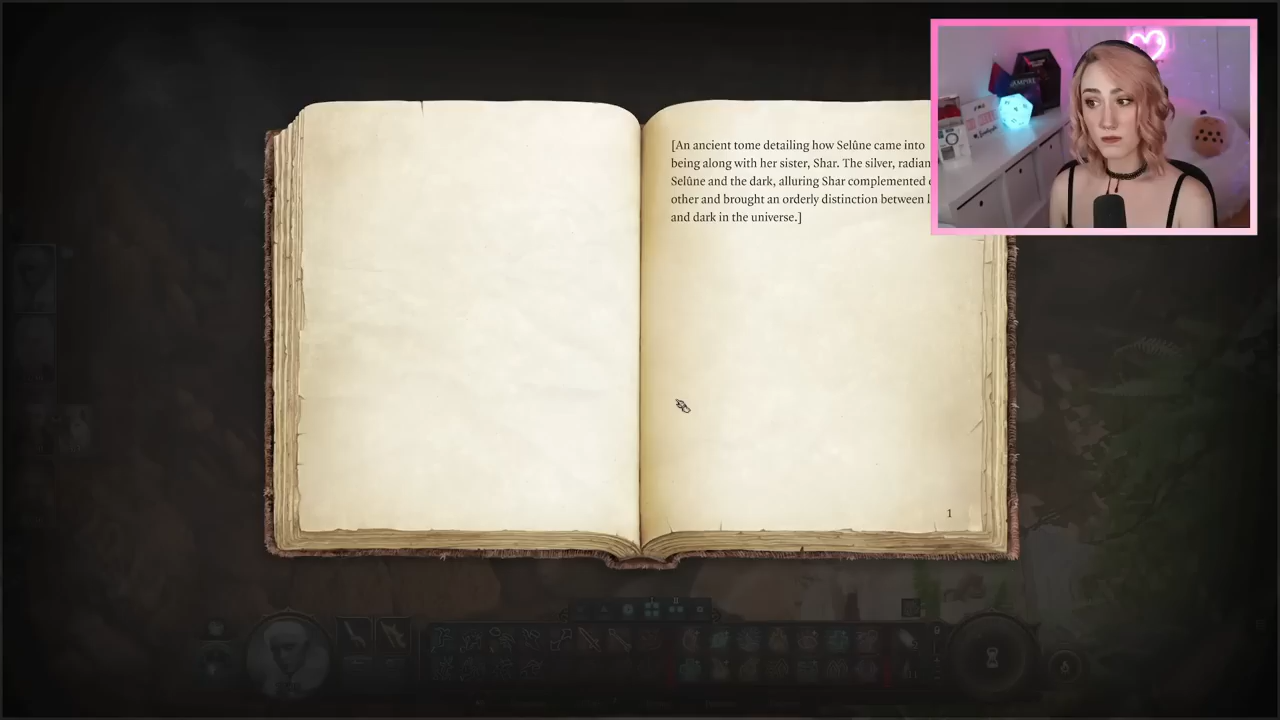 [An ancient tome detailing how Selûne came into
being along with her sister, Shar. The silver,
Selûne and the dark, alluring Shar complemented
other and brought an orderly distinction between
and dark in the universe.]
1
VAMPIRE